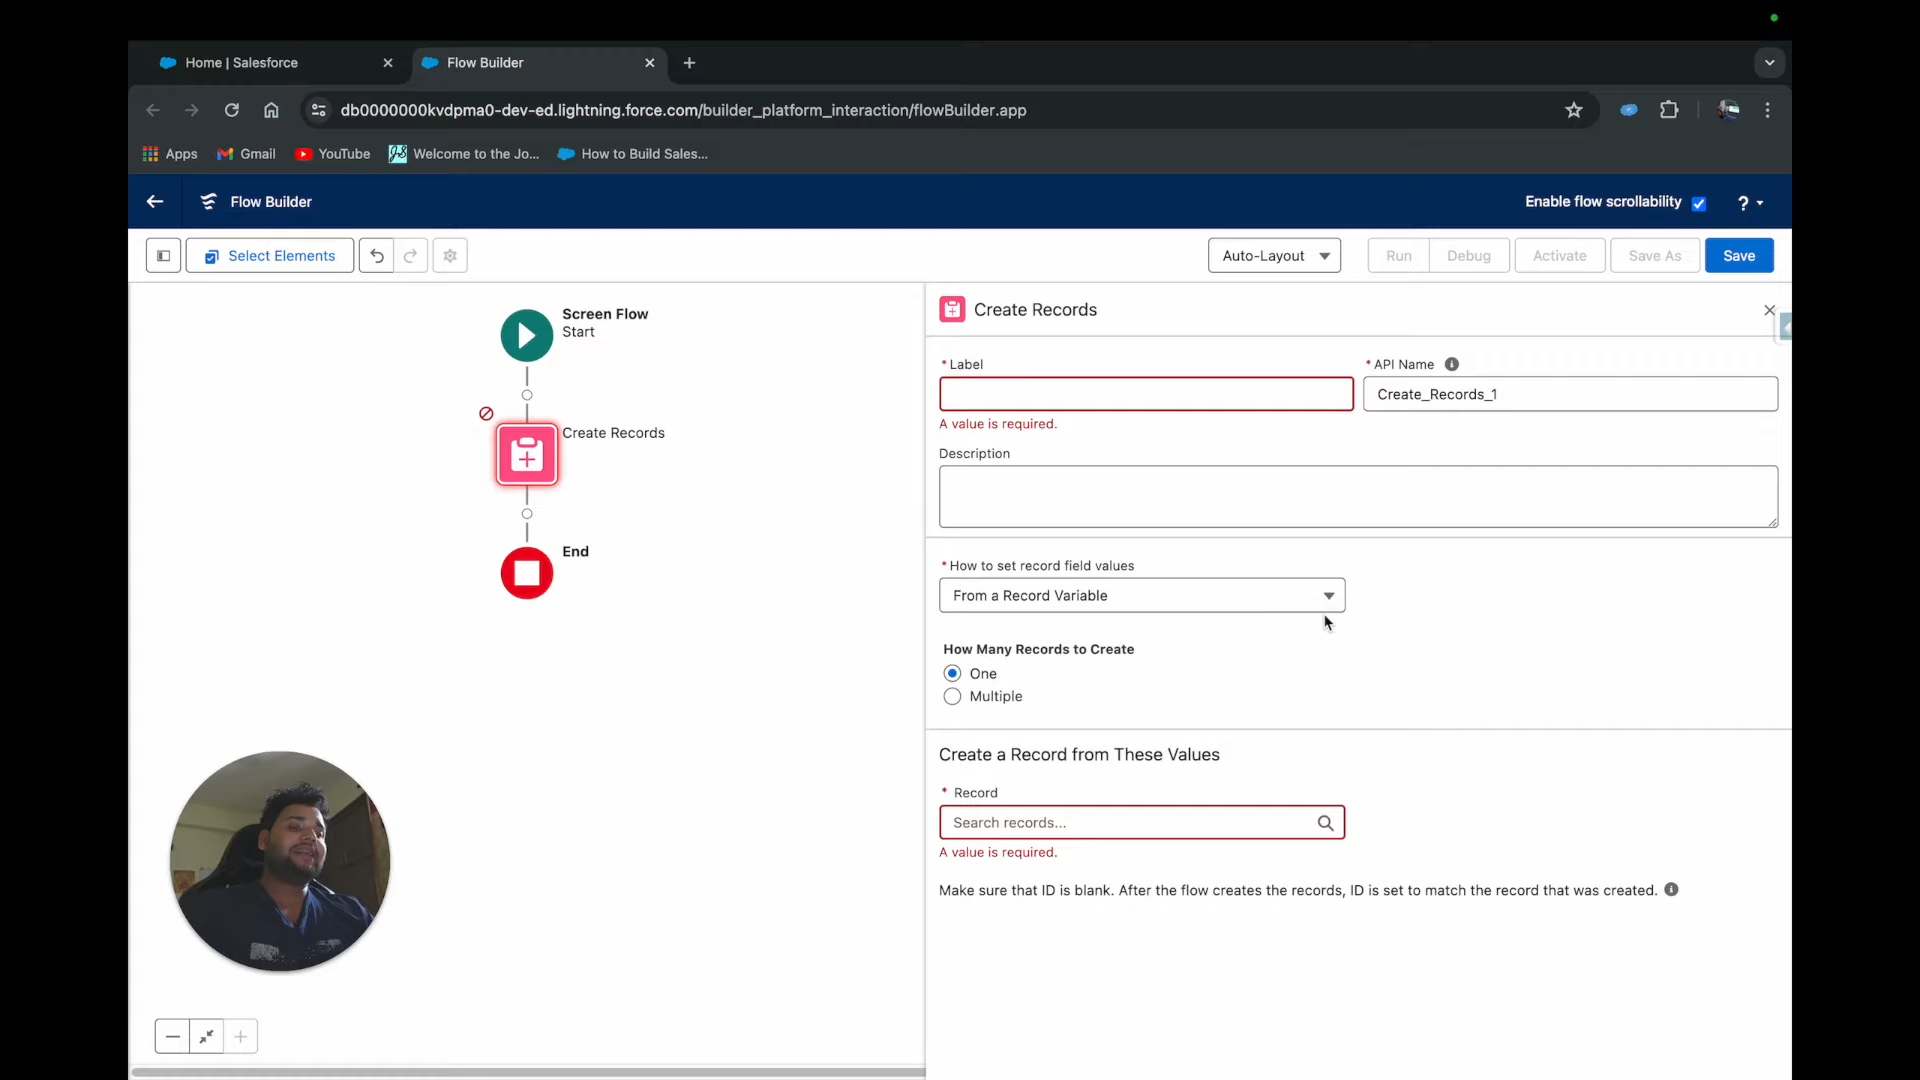 Home | Salesforce
Flow Builder
db0000000kvdpma0-dev-ed.lightning.force.com/builder_platform_interaction/flowBuilder.app
Apps
Gmail
YouTube
Welcome to the Jo...
How to Build Sales...
Flow Builder
Enable flow scrollability
?
Select Elements
Auto-Layout
Run
Debug
Activate
Save As
Save
Screen Flow
Start
Create Records
End
Create Records
* Label
A value is required.
* API Name
Create_Records_1
Description
* How to set record field values
From a Record Variable
How Many Records to Create
One
Multiple
Create a Record from These Values
* Record
Search records...
A value is required.
Make sure that ID is blank. After the flow creates the records, ID is set to match the record that was created.